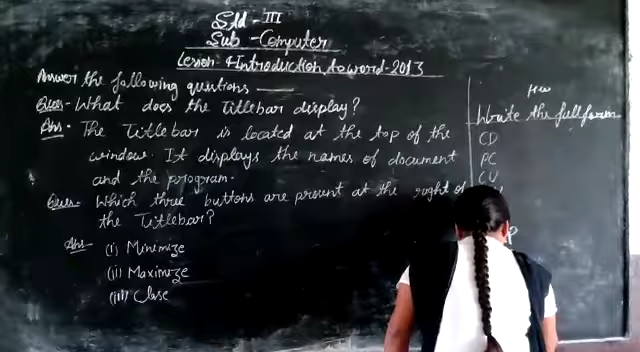 Std - III
Sub - Computer
Lesson - 4 Introduction to word - 2013
Answer the following questions
Ques - What does the Titlebar display?
Ans - The Titlebar is located at the top of the
window. It displays the names of document
and the program.
Ques - Which three buttons are present at the right of
the Titlebar?
Ans (i) Minimize
(ii) Maximize
(iii) Close
HW
Write the full form
CD
PC
CU